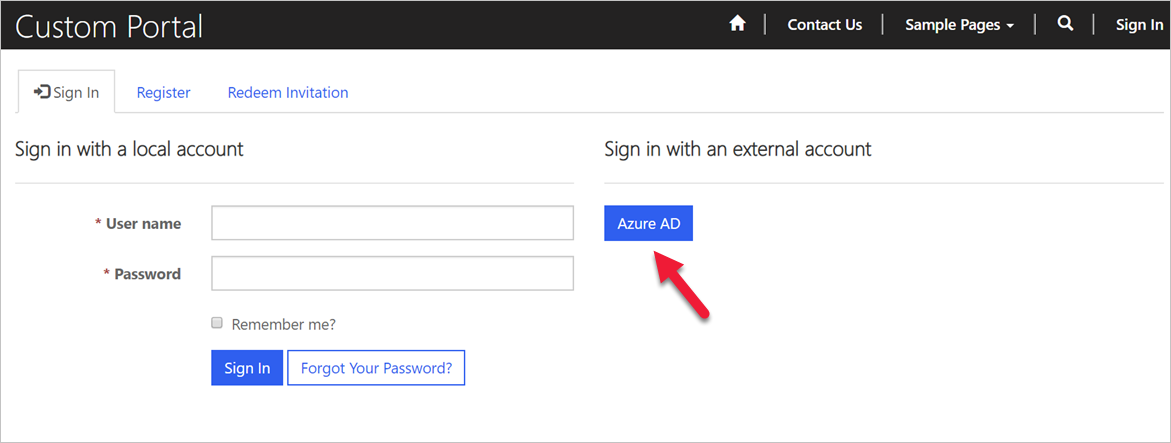 Custom Portal
Contact Us
Sample Pages
Sign In
Sign In
Register
Redeem Invitation
Sign in with a local account
Sign in with an external account
* User name
Azure AD
* Password
Remember me?
Sign In
Forgot Your Password?